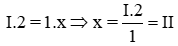 I.2 = 1.x ⇒ x = I.2/1 = II